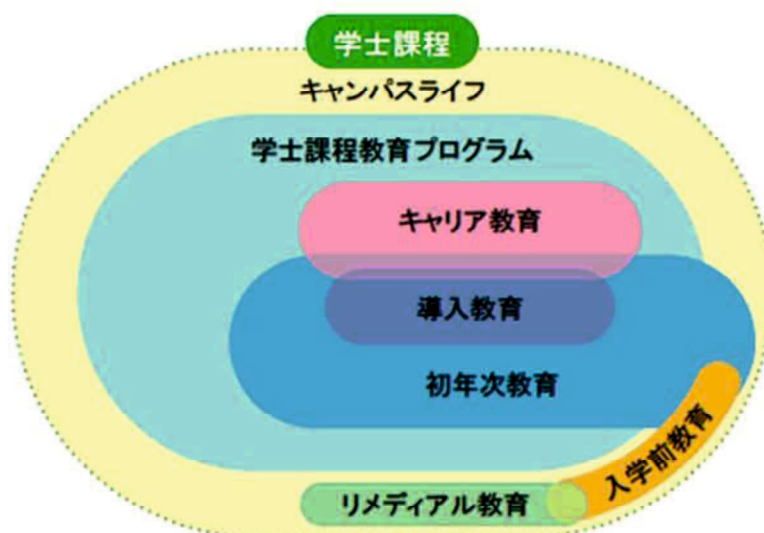 学士課程
キャンパスライフ
学士課程教育プログラム
キャリア教育
導入教育
初年次教育
入学前教育
リメディアル教育